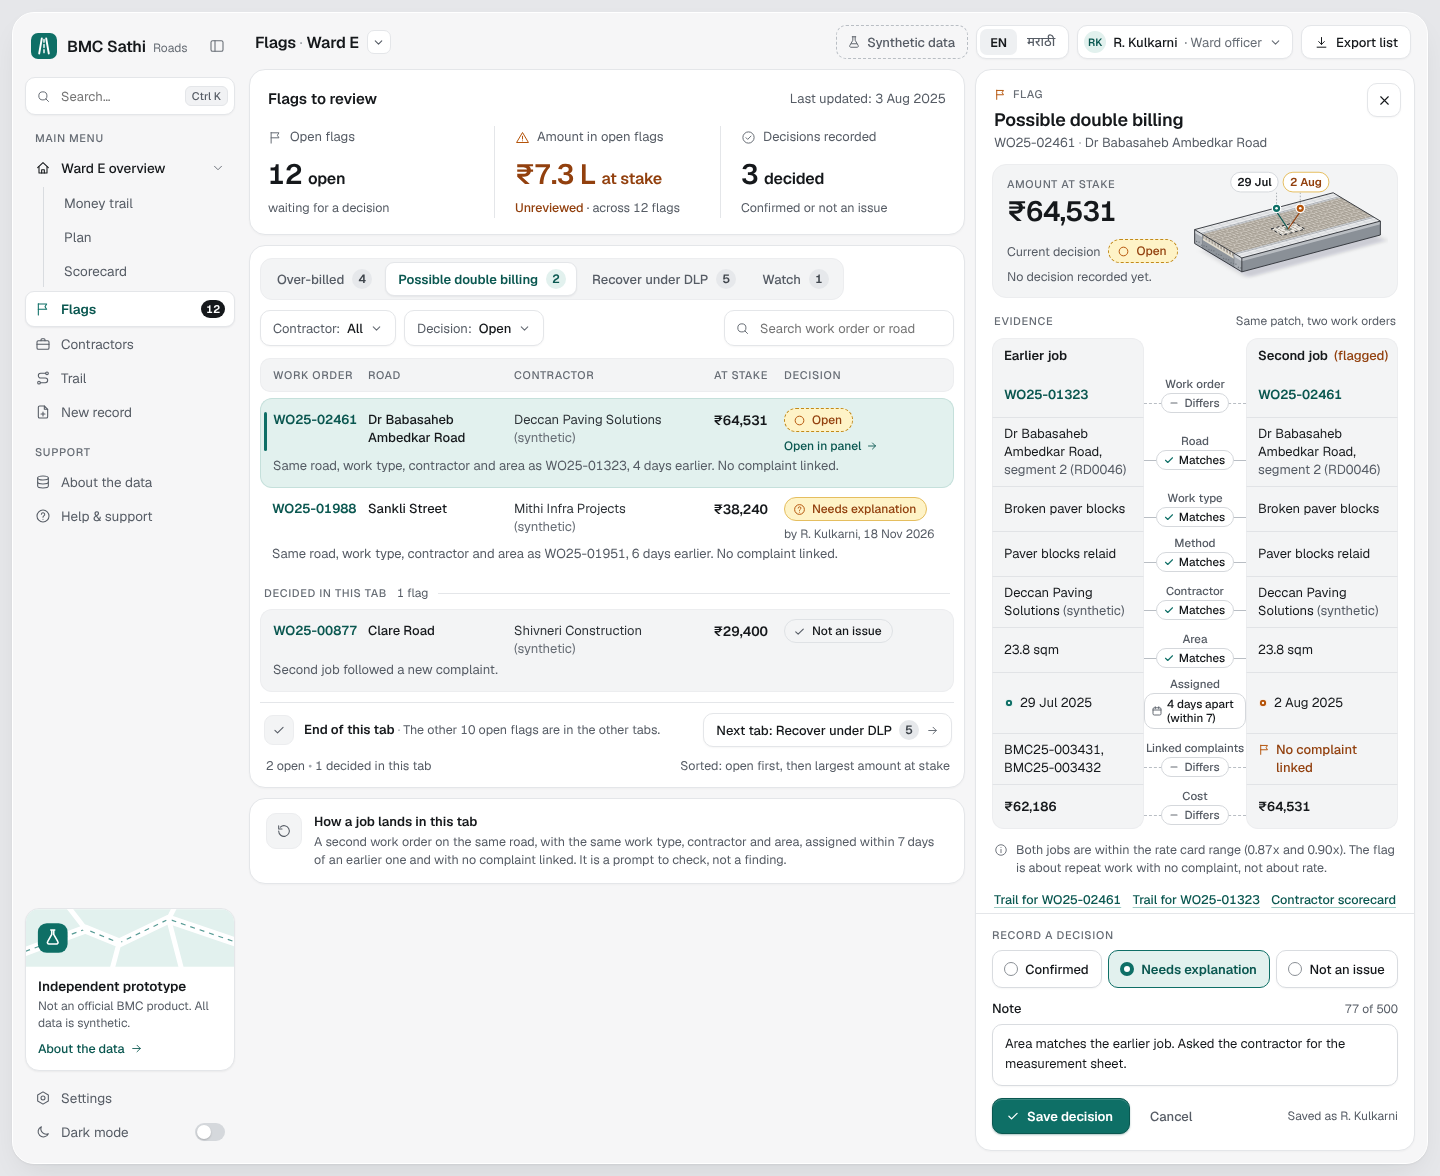 BMC Sathi Roads
Search...
Ctrl K
MAIN MENU
Ward E overview
Money trail
Plan
Scorecard
Flags
12
Contractors
Trail
New record
SUPPORT
About the data
Help & support
Independent prototype
Not an official BMC product. All
data is synthetic.
About the data →
Settings
Dark mode
Flags · Ward E
Synthetic data
EN
मराठी
RK
R. Kulkarni · Ward officer
Export list
Flags to review
Last updated: 3 Aug 2025
Open flags
12 open
waiting for a decision
Amount in open flags
₹7.3 L at stake
Unreviewed · across 12 flags
Decisions recorded
3 decided
Confirmed or not an issue
Over-billed 4
Possible double billing 2
Recover under DLP 5
Watch 1
Contractor: All
Decision: Open
Search work order or road
WORK ORDER
ROAD
CONTRACTOR
AT STAKE
DECISION
WO25-02461
Dr Babasaheb
Ambedkar Road
Deccan Paving Solutions
(synthetic)
₹64,531
Open
Open in panel →
Same road, work type, contractor and area as WO25-01323, 4 days earlier. No complaint linked.
WO25-01988
Sankli Street
Mithi Infra Projects
(synthetic)
₹38,240
Needs explanation
by R. Kulkarni, 18 Nov 2026
Same road, work type, contractor and area as WO25-01951, 6 days earlier. No complaint linked.
DECIDED IN THIS TAB 1 flag
WO25-00877
Clare Road
Shivneri Construction
(synthetic)
₹29,400
Not an issue
Second job followed a new complaint.
End of this tab · The other 10 open flags are in the other tabs.
Next tab: Recover under DLP 5 →
2 open • 1 decided in this tab
Sorted: open first, then largest amount at stake
How a job lands in this tab
A second work order on the same road, with the same work type, contractor and area, assigned within 7 days
of an earlier one and with no complaint linked. It is a prompt to check, not a finding.
FLAG
Possible double billing
WO25-02461 · Dr Babasaheb Ambedkar Road
AMOUNT AT STAKE
₹64,531
Current decision
Open
No decision recorded yet.
29 Jul
2 Aug
EVIDENCE
Same patch, two work orders
Earlier job
Second job (flagged)
WO25-01323
Work order
Differs
WO25-02461
Dr Babasaheb
Ambedkar Road,
segment 2 (RD0046)
Road
Matches
Dr Babasaheb
Ambedkar Road,
segment 2 (RD0046)
Broken paver blocks
Work type
Matches
Broken paver blocks
Paver blocks relaid
Method
Matches
Paver blocks relaid
Deccan Paving
Solutions (synthetic)
Contractor
Matches
Deccan Paving
Solutions (synthetic)
23.8 sqm
Area
Matches
23.8 sqm
29 Jul 2025
Assigned
4 days apart
(within 7)
2 Aug 2025
BMC25-003431,
BMC25-003432
Linked complaints
Differs
No complaint
linked
₹62,186
Cost
Differs
₹64,531
Both jobs are within the rate card range (0.87x and 0.90x). The flag
is about repeat work with no complaint, not about rate.
Trail for WO25-02461
Trail for WO25-01323
Contractor scorecard
RECORD A DECISION
Confirmed
Needs explanation
Not an issue
Note
77 of 500
Area matches the earlier job. Asked the contractor for the
measurement sheet.
Save decision
Cancel
Saved as R. Kulkarni